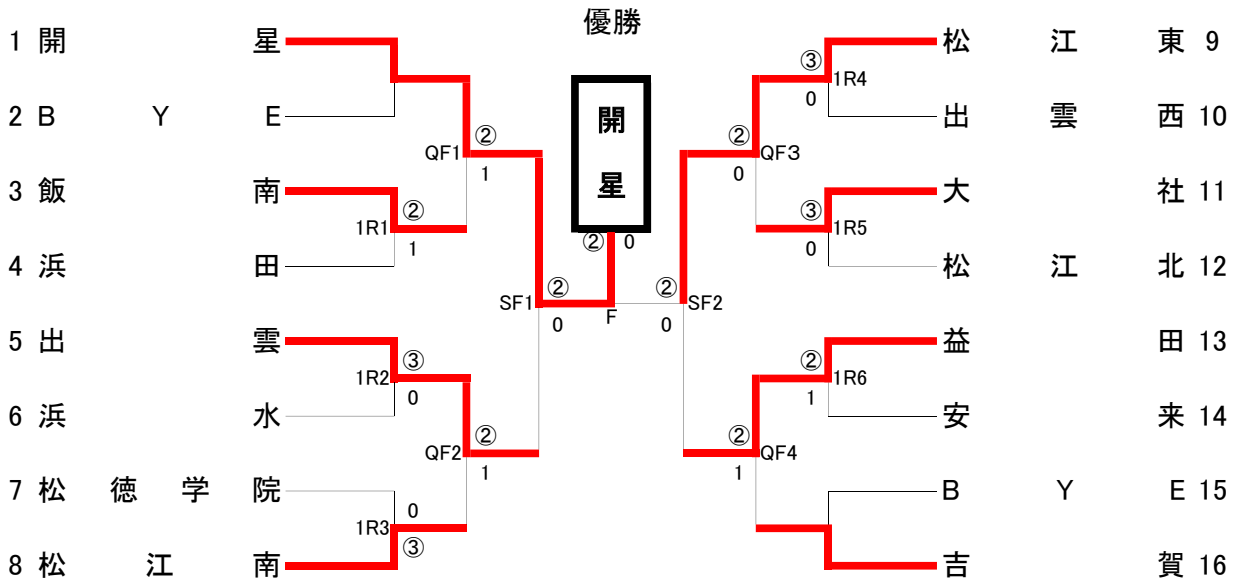 優勝
1 開星
2 BYE
3 飯南
4 浜田
5 出雲
6 浜水
7 松徳学院
8 松江南
1R1 ② 1
1R2 ③ 0
1R3 0 ③
QF1 ② 1
QF2 ② 1
SF1 ② 0
開星
② 0
F
SF2 ② 0
QF3 ② 0
QF4 ② 1
1R4 ③ 0
1R5 ③ 0
1R6 ② 1
松江東 9
出雲西 10
大社 11
松江北 12
益田 13
安来 14
BYE 15
吉賀 16